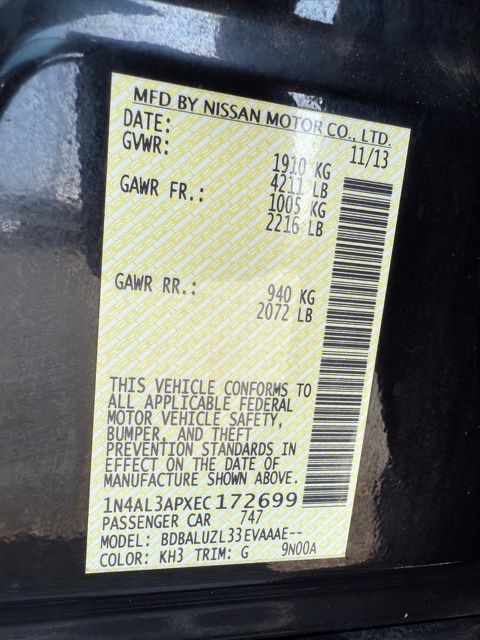 MFD BY NISSAN MOTOR CO., LTD.
DATE: 11/13
GVWR: 1910 KG
4211 LB
GAWR FR.: 1005 KG
2216 LB
GAWR RR.: 940 KG
2072 LB
THIS VEHICLE CONFORMS TO
ALL APPLICABLE FEDERAL
MOTOR VEHICLE SAFETY,
BUMPER, AND THEFT
PREVENTION STANDARDS IN
EFFECT ON THE DATE OF
MANUFACTURE SHOWN ABOVE.
1N4AL3APXEC172699
PASSENGER CAR 747
MODEL: BDBALUZL33EVAAAE--
COLOR: KH3 TRIM: G 9N00A